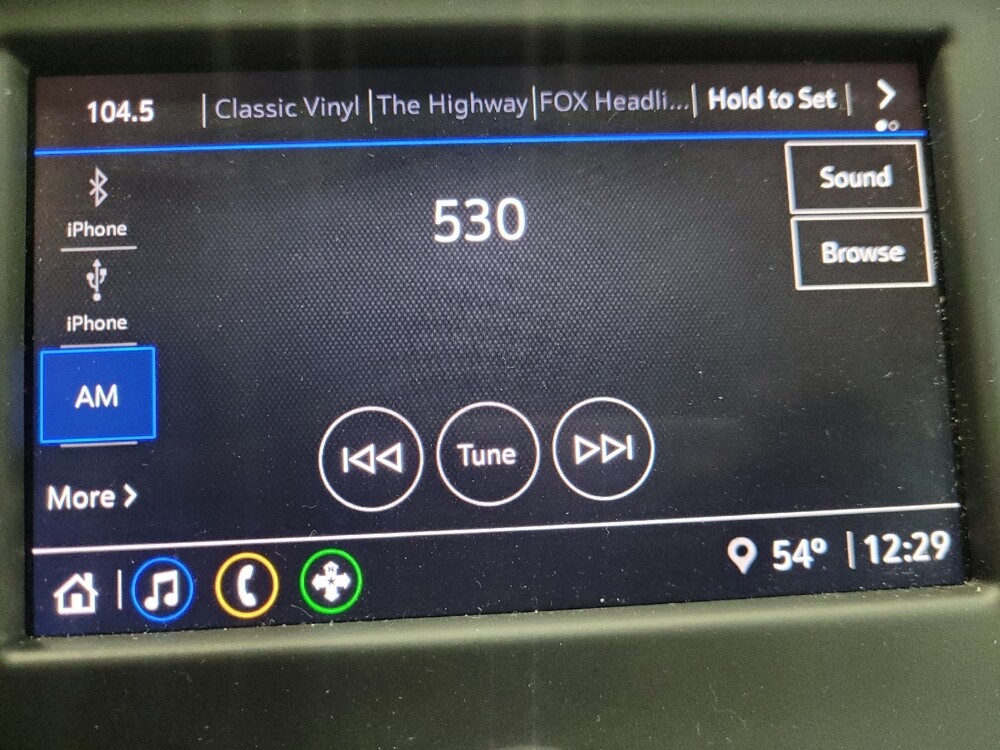 104.5 | Classic Vinyl | The Highway | FOX Headli... | Hold to Set |
Sound
Browse
530
iPhone
iPhone
AM
Tune
More
N
54° | 12:29